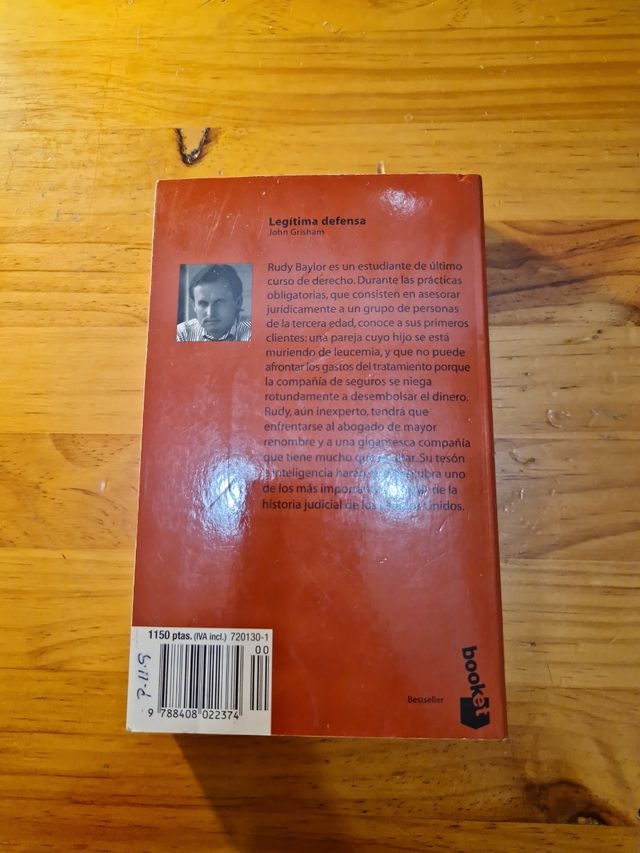 Legítima defensa
John Grisham
Rudy Baylor es un estudiante de último
curso de derecho. Durante las prácticas
obligatorias, que consisten en asesorar
jurídicamente a un grupo de personas
de la tercera edad, conoce a sus primeros
clientes: una pareja cuyo hijo se está
muriendo de leucemia, y que no puede
afrontar los gastos del tratamiento porque
la compañía de seguros se niega
rotundamente a desembolsar el dinero.
Rudy, aún inexperto, tendrá que
enfrentarse al abogado de mayor
renombre y a una gigantesca compañía
que tiene mucho que Su tesón
e inteligencia harán uno
de los más de la
historia judicial de los Unidos.
1150 ptas. (IVA incl.) 720130-1
00
9 788408 022374
Bestseller
booket